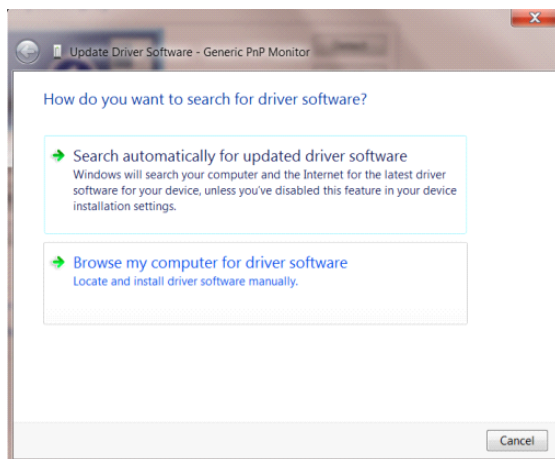 Update Driver Software - Generic PnP Monitor
How do you want to search for driver software?
Search automatically for updated driver software
Windows will search your computer and the Internet for the latest driver
software for your device, unless you've disabled this feature in your device
installation settings.
Browse my computer for driver software
Locate and install driver software manually.
Cancel